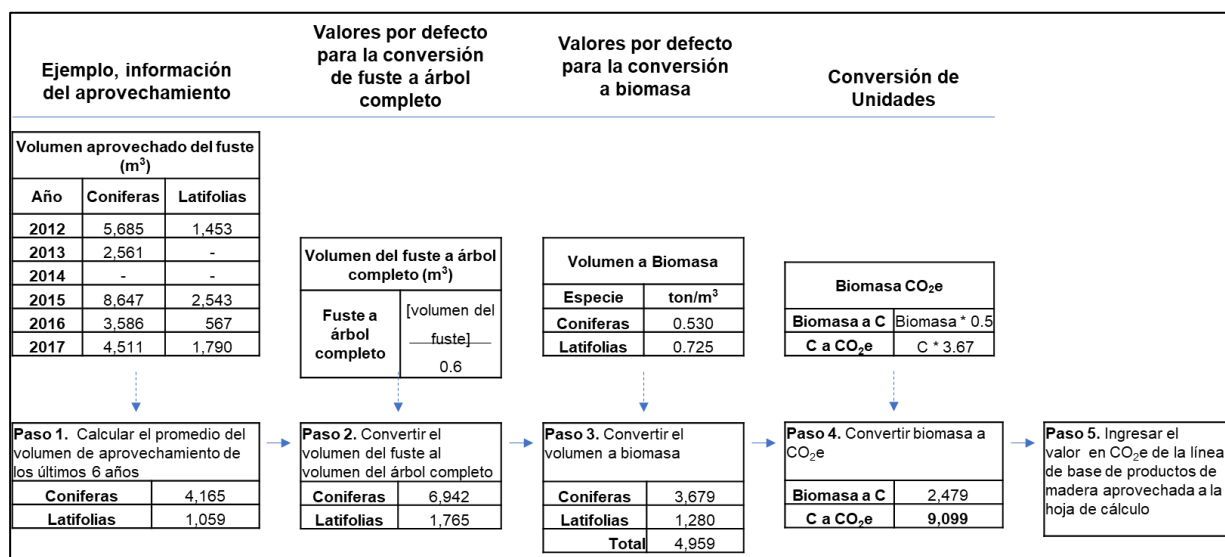 Ejemplo, información
del aprovechamiento
Valores por defecto
para la conversión
de fuste a árbol
completo
Valores por defecto
para la conversión
a biomasa
Conversión de
Unidades
Volumen aprovechado del fuste
(m³)
Año Coniferas Latifolias
2012 5,685 1,453
2013 2,561 -
2014 - -
2015 8,647 2,543
2016 3,586 567
2017 4,511 1,790
Volumen del fuste a árbol
completo (m³)
Fuste a
árbol
completo
[volumen del
fuste]
0.6
Volumen a Biomasa
Especie ton/m³
Coniferas 0.530
Latifolias 0.725
Biomasa CO₂e
Biomasa a C Biomasa * 0.5
C a CO₂e C * 3.67
Paso 1. Calcular el promedio del
volumen de aprovechamiento de
los últimos 6 años
Coniferas 4,165
Latifolias 1,059
Paso 2. Convertir el
volumen del fuste al
volumen del árbol completo
Coniferas 6,942
Latifolias 1,765
Paso 3. Convertir el
volumen a biomasa
Coniferas 3,679
Latifolias 1,280
Total 4,959
Paso 4. Convertir biomasa a
CO₂e
Biomasa a C 2,479
C a CO₂e 9,099
Paso 5. Ingresar el
valor en CO₂e de la línea
de base de productos de
madera aprovechada a la
hoja de cálculo